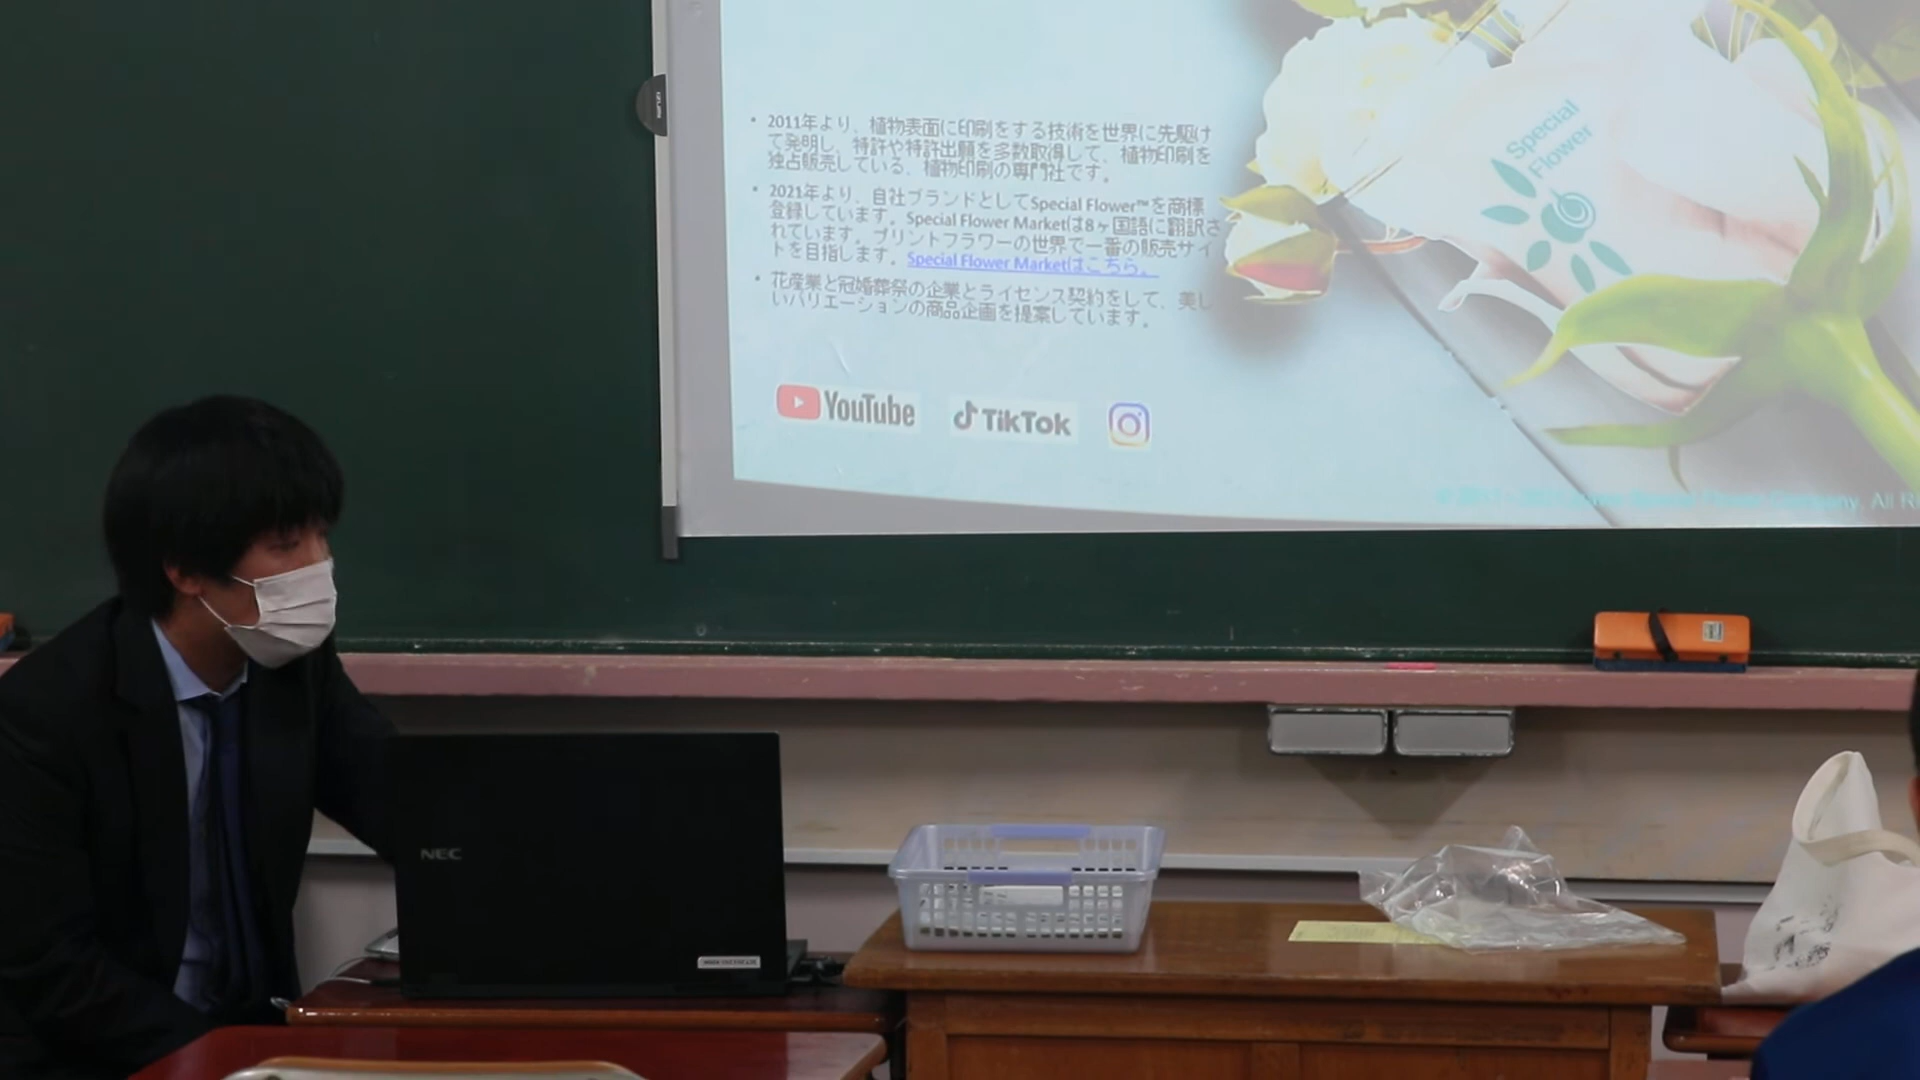 Special
Flower
• 2011年より、植物表面に印刷をする技術を世界に先駆け
て発明し、特許や特許出願を多数取得して、植物印刷を
独占販売している、植物印刷の専門社です。
• 2021年より、自社ブランドとしてSpecial Flower™を商標
登録しています。Special Flower Marketは8ヶ国語に翻訳さ
れています。プリントフラワーの世界で一番の販売サイ
トを目指します。Special Flower Marketはこちら。
• 花産業と冠婚葬祭の企業とライセンス契約をして、美し
いバリエーションの商品企画を提案しています。
YouTube
TikTok
Company. All R
NEC